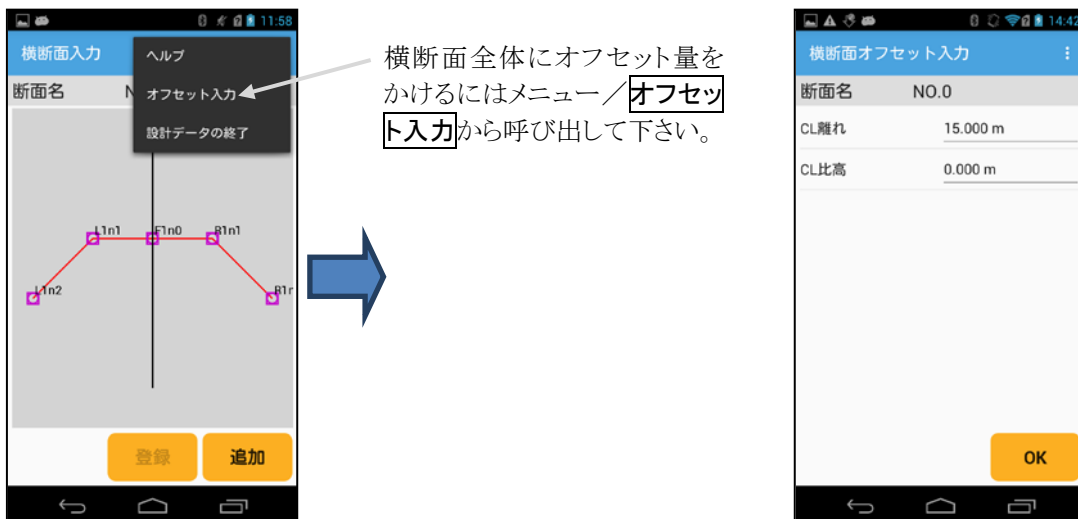 11:58
横断面入力
ヘルプ
オフセット入力
設計データの終了
断面名 N
L1n1
F1n0
R1n1
L1n2
R1r
登録
追加
横断面全体にオフセット量を
かけるにはメニュー／オフセッ
ト入力から呼び出して下さい。
14:42
横断面オフセット入力
断面名 NO.0
CL離れ 15.000 m
CL比高 0.000 m
OK